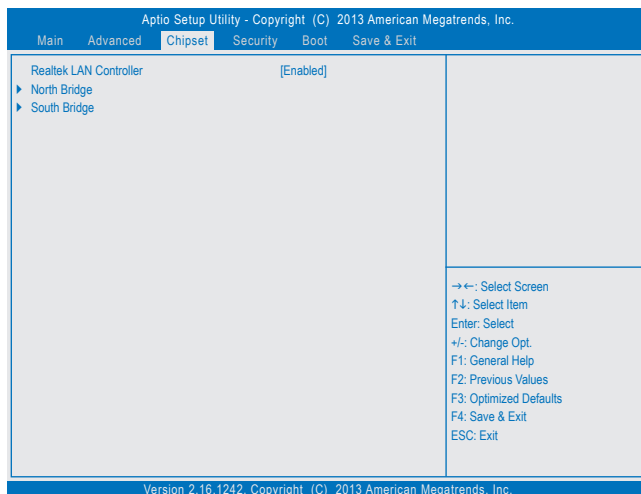 Aptio Setup Utility - Copyright (C) 2013 American Megatrends, Inc.
Main Advanced Chipset Security Boot Save & Exit
Realtek LAN Controller [Enabled]
North Bridge
South Bridge
→←: Select Screen
↑↓: Select Item
Enter: Select
+/-: Change Opt.
F1: General Help
F2: Previous Values
F3: Optimized Defaults
F4: Save & Exit
ESC: Exit
Version 2.16.1242. Copyright (C) 2013 American Megatrends, Inc.